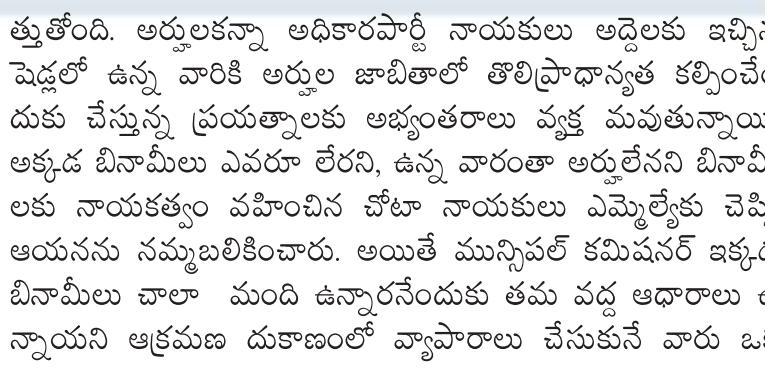 త్తుతోంది. అర్హులకన్నా అధికారపార్టీ నాయకులు అద్దెలకు
షెడ్లలో ఉన్న వారికి అర్హుల జాబితాలో తొలిప్రాధాన్యత కల్పించే
దుకు చేస్తున్న ప్రయత్నాలకు అభ్యంతరాలు వ్యక్త మవుతున్నాయి
అక్కడ బినామీలు ఎవరూ లేరని, ఉన్న వారంతా అర్హులేనని బినామీ
లకు నాయకత్వం వహించిన చోటా నాయకులు ఎమ్మెల్యేకు
ఆయనను నమ్మబలికించారు. అయితే మున్సిపల్ కమిషనర్
బినామీలు చాలా మంది ఉన్నారనేందుకు తమ వద్ద ఆధారాలు
న్నాయని ఆక్రమణ దుకాణంలో వ్యాపారాలు చేసుకునే వారు